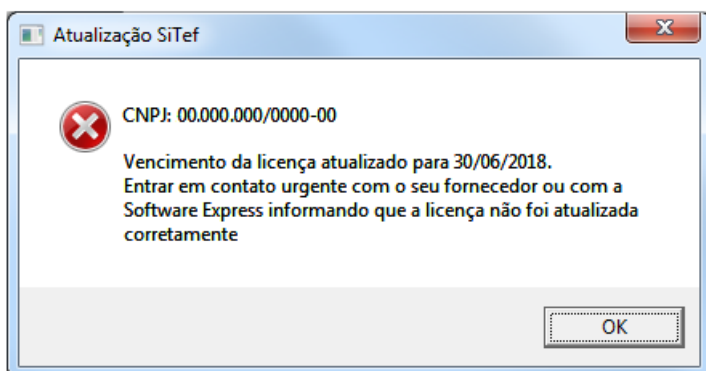 Atualização SiTef
CNPJ: 00.000.000/0000-00
Vencimento da licença atualizado para 30/06/2018.
Entrar em contato urgente com o seu fornecedor ou com a
Software Express informando que a licença não foi atualizada
corretamente
OK